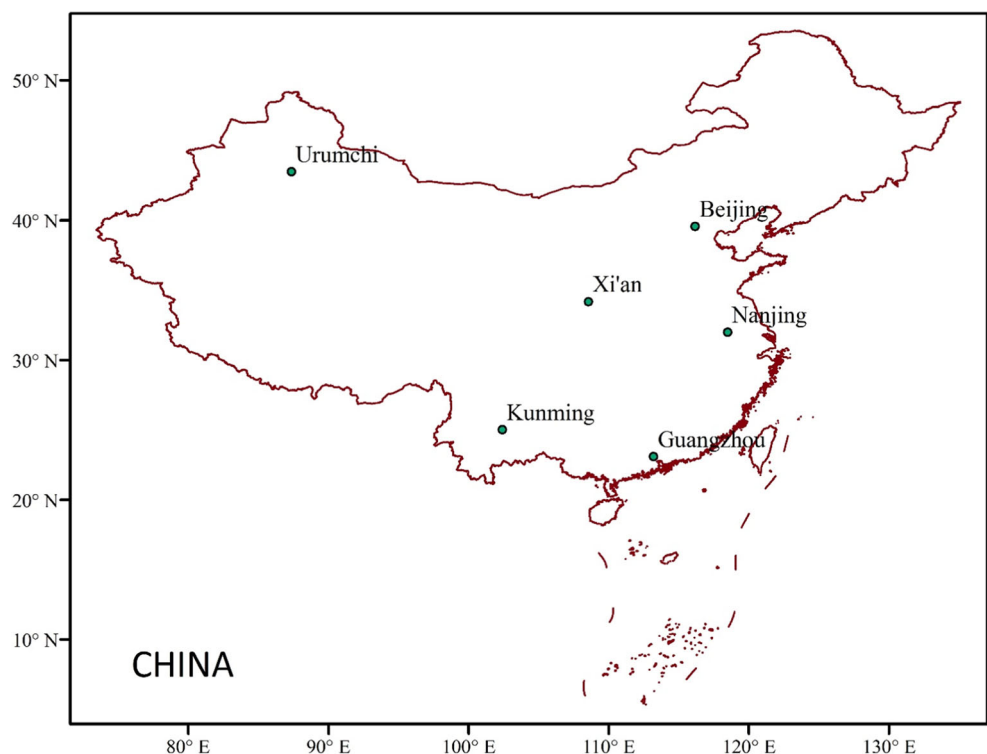 50° N
Urumchi
40° N
Beijing
Xi'an
Nanjing
30° N
Kunming
Guangzhou
20° N
10° N
CHINA
80° E
90° E
100° E
110° E
120° E
130° E